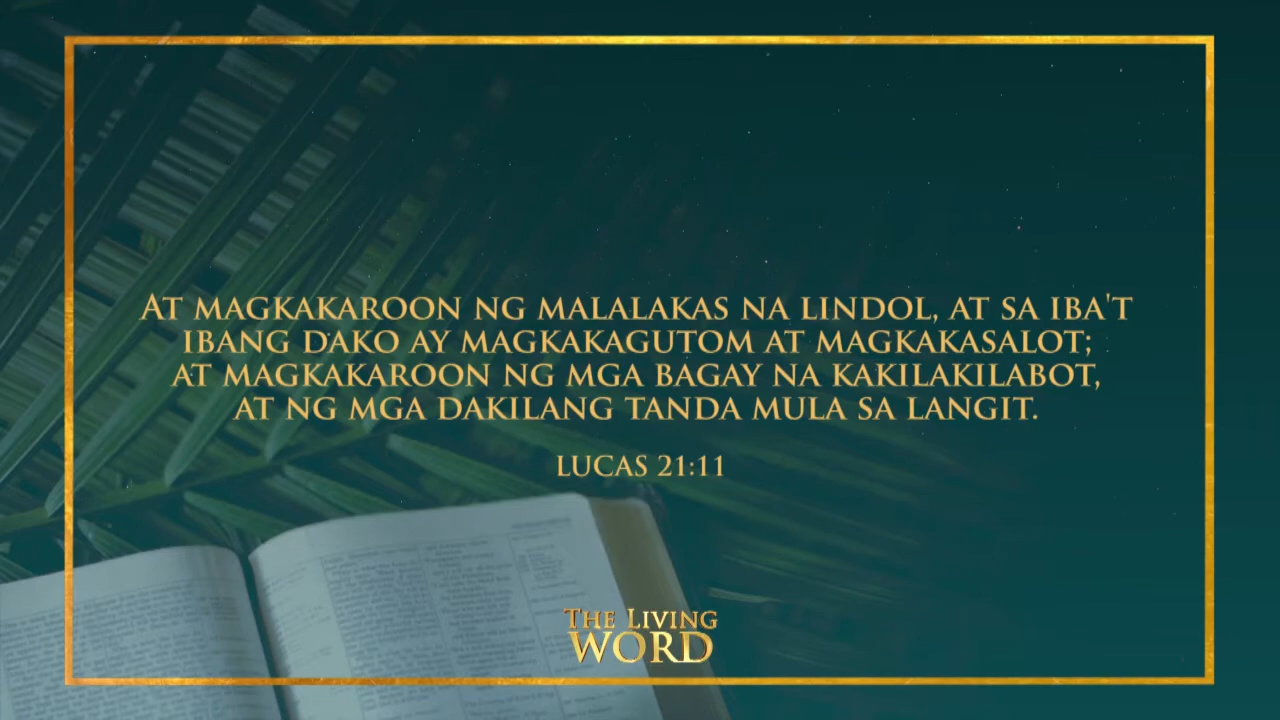 At magkakaroon ng malalakas na lindol, at sa iba't
ibang dako ay magkakagutom at magkakasalot;
at magkakaroon ng mga bagay na kakilakilabot,
at ng mga dakilang tanda mula sa langit.
Lucas 21:11
The Living
Word